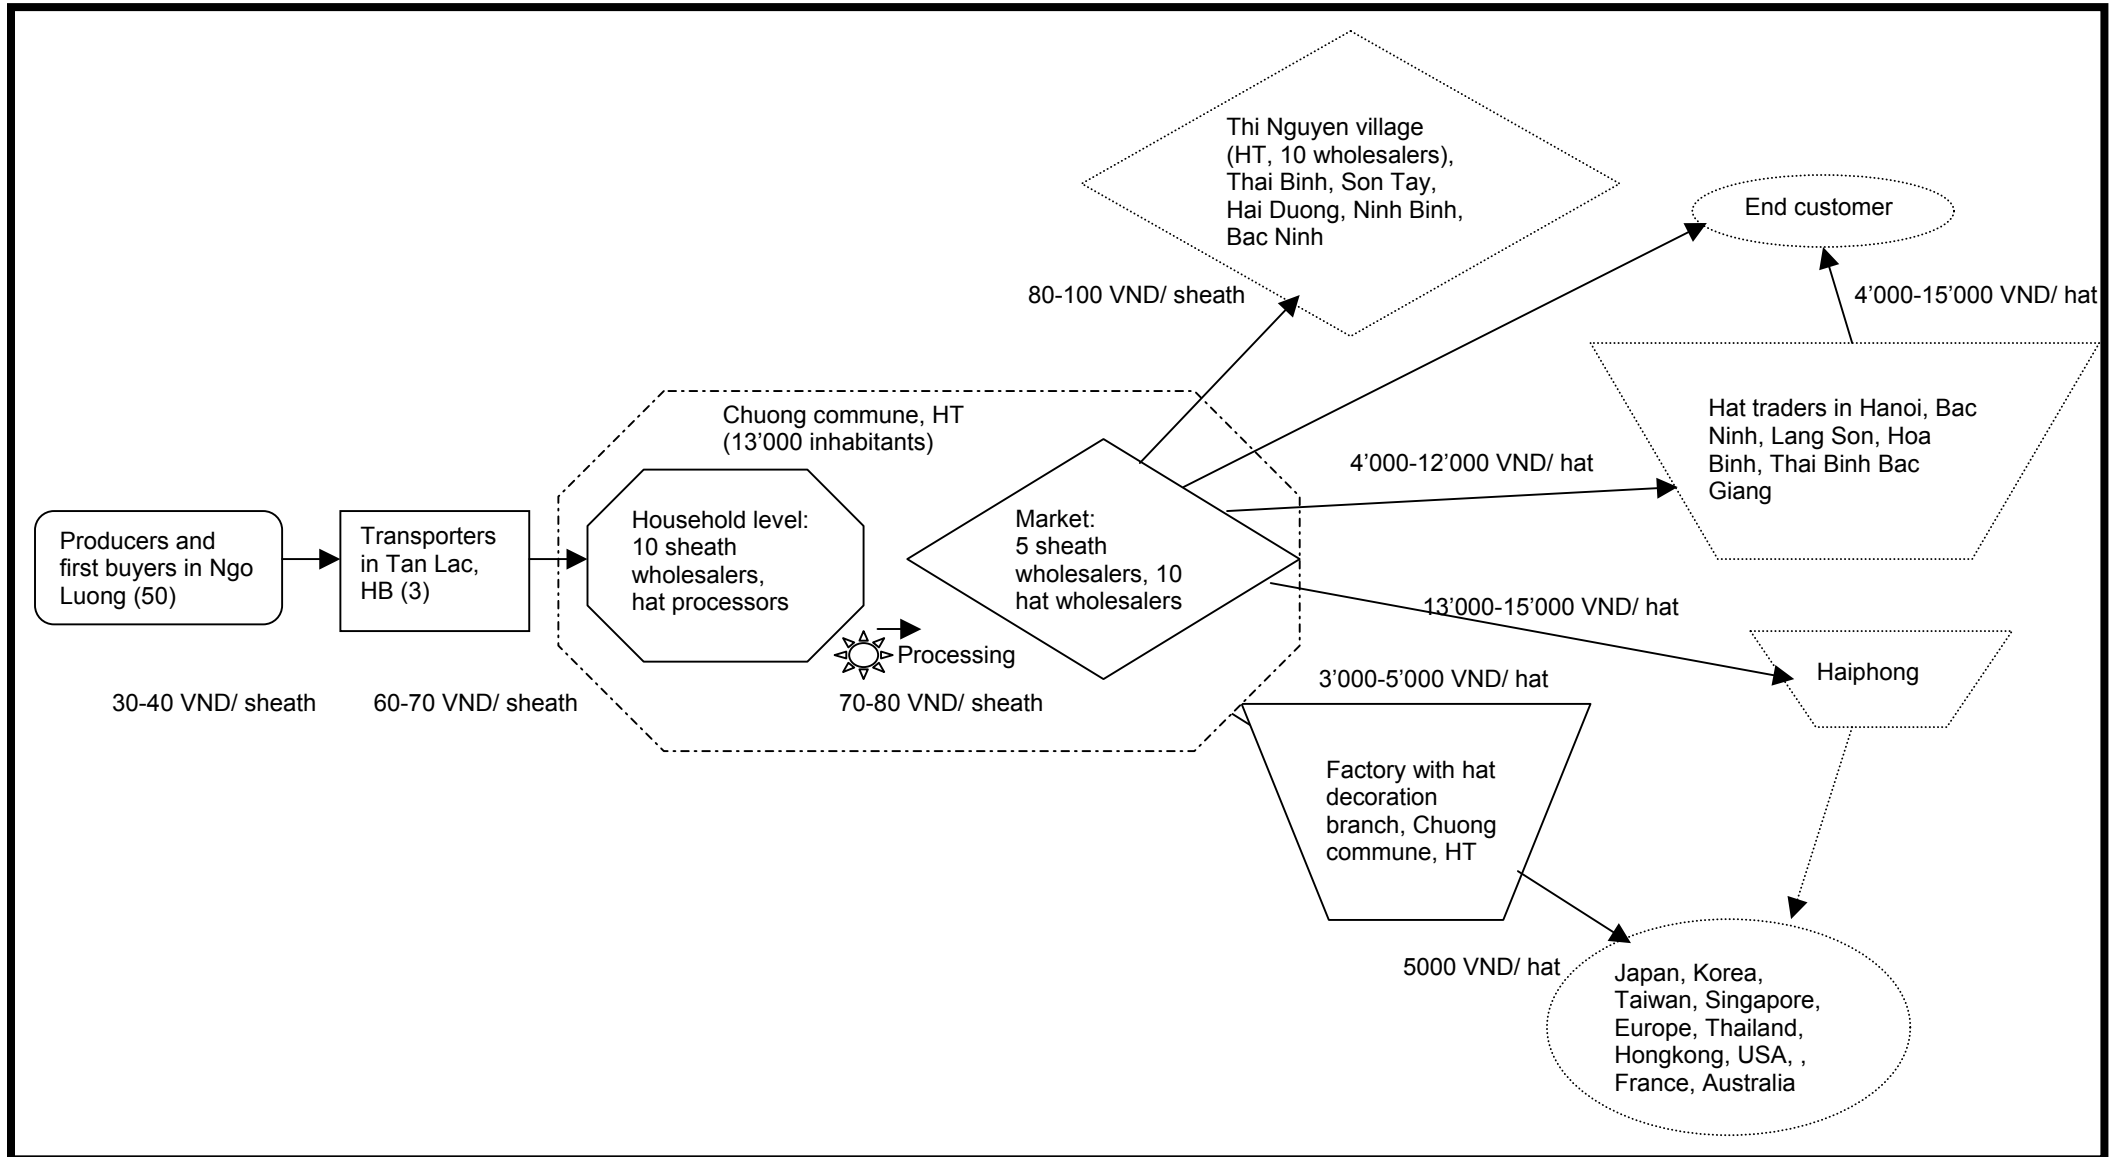 Thi Nguyen village
(HT, 10 wholesalers),
Thai Binh, Son Tay,
Hai Duong, Ninh Binh,
Bac Ninh
End customer
80-100 VND/ sheath
4’000-15’000 VND/ hat
Chuong commune, HT
(13’000 inhabitants)
Hat traders in Hanoi, Bac
Ninh, Lang Son, Hoa
Binh, Thai Binh Bac
Giang
4’000-12’000 VND/ hat
Producers and
first buyers in Ngo
Luong (50)
Transporters
in Tan Lac,
HB (3)
Household level:
10 sheath
wholesalers,
hat processors
Market:
5 sheath
wholesalers, 10
hat wholesalers
13’000-15’000 VND/ hat
Processing
Haiphong
3’000-5’000 VND/ hat
30-40 VND/ sheath
60-70 VND/ sheath
70-80 VND/ sheath
Factory with hat
decoration
branch, Chuong
commune, HT
5000 VND/ hat
Japan, Korea,
Taiwan, Singapore,
Europe, Thailand,
Hongkong, USA, ,
France, Australia